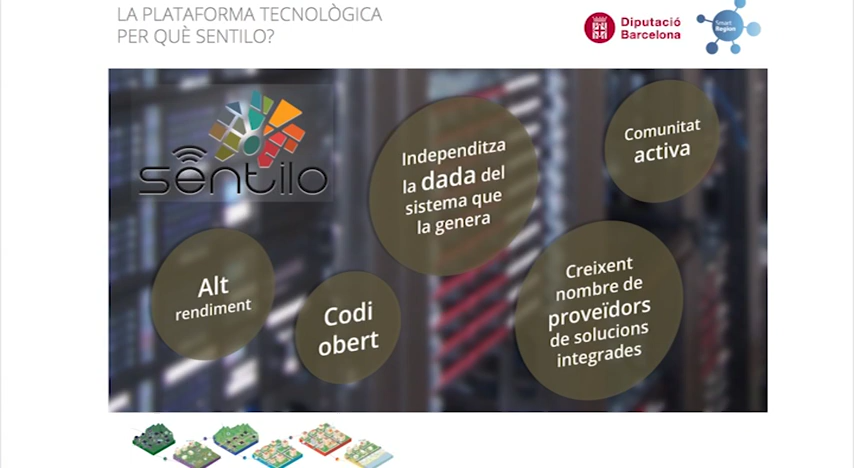 LA PLATAFORMA TECNOLÒGICA
PER QUÈ SENTILO?
Diputació
Barcelona
Smart
Region
sentilo
Independitza
la dada del
sistema que
la genera
Comunitat
activa
Alt
rendiment
Codi
obert
Creixent
nombre de
proveïdors
de solucions
integrades